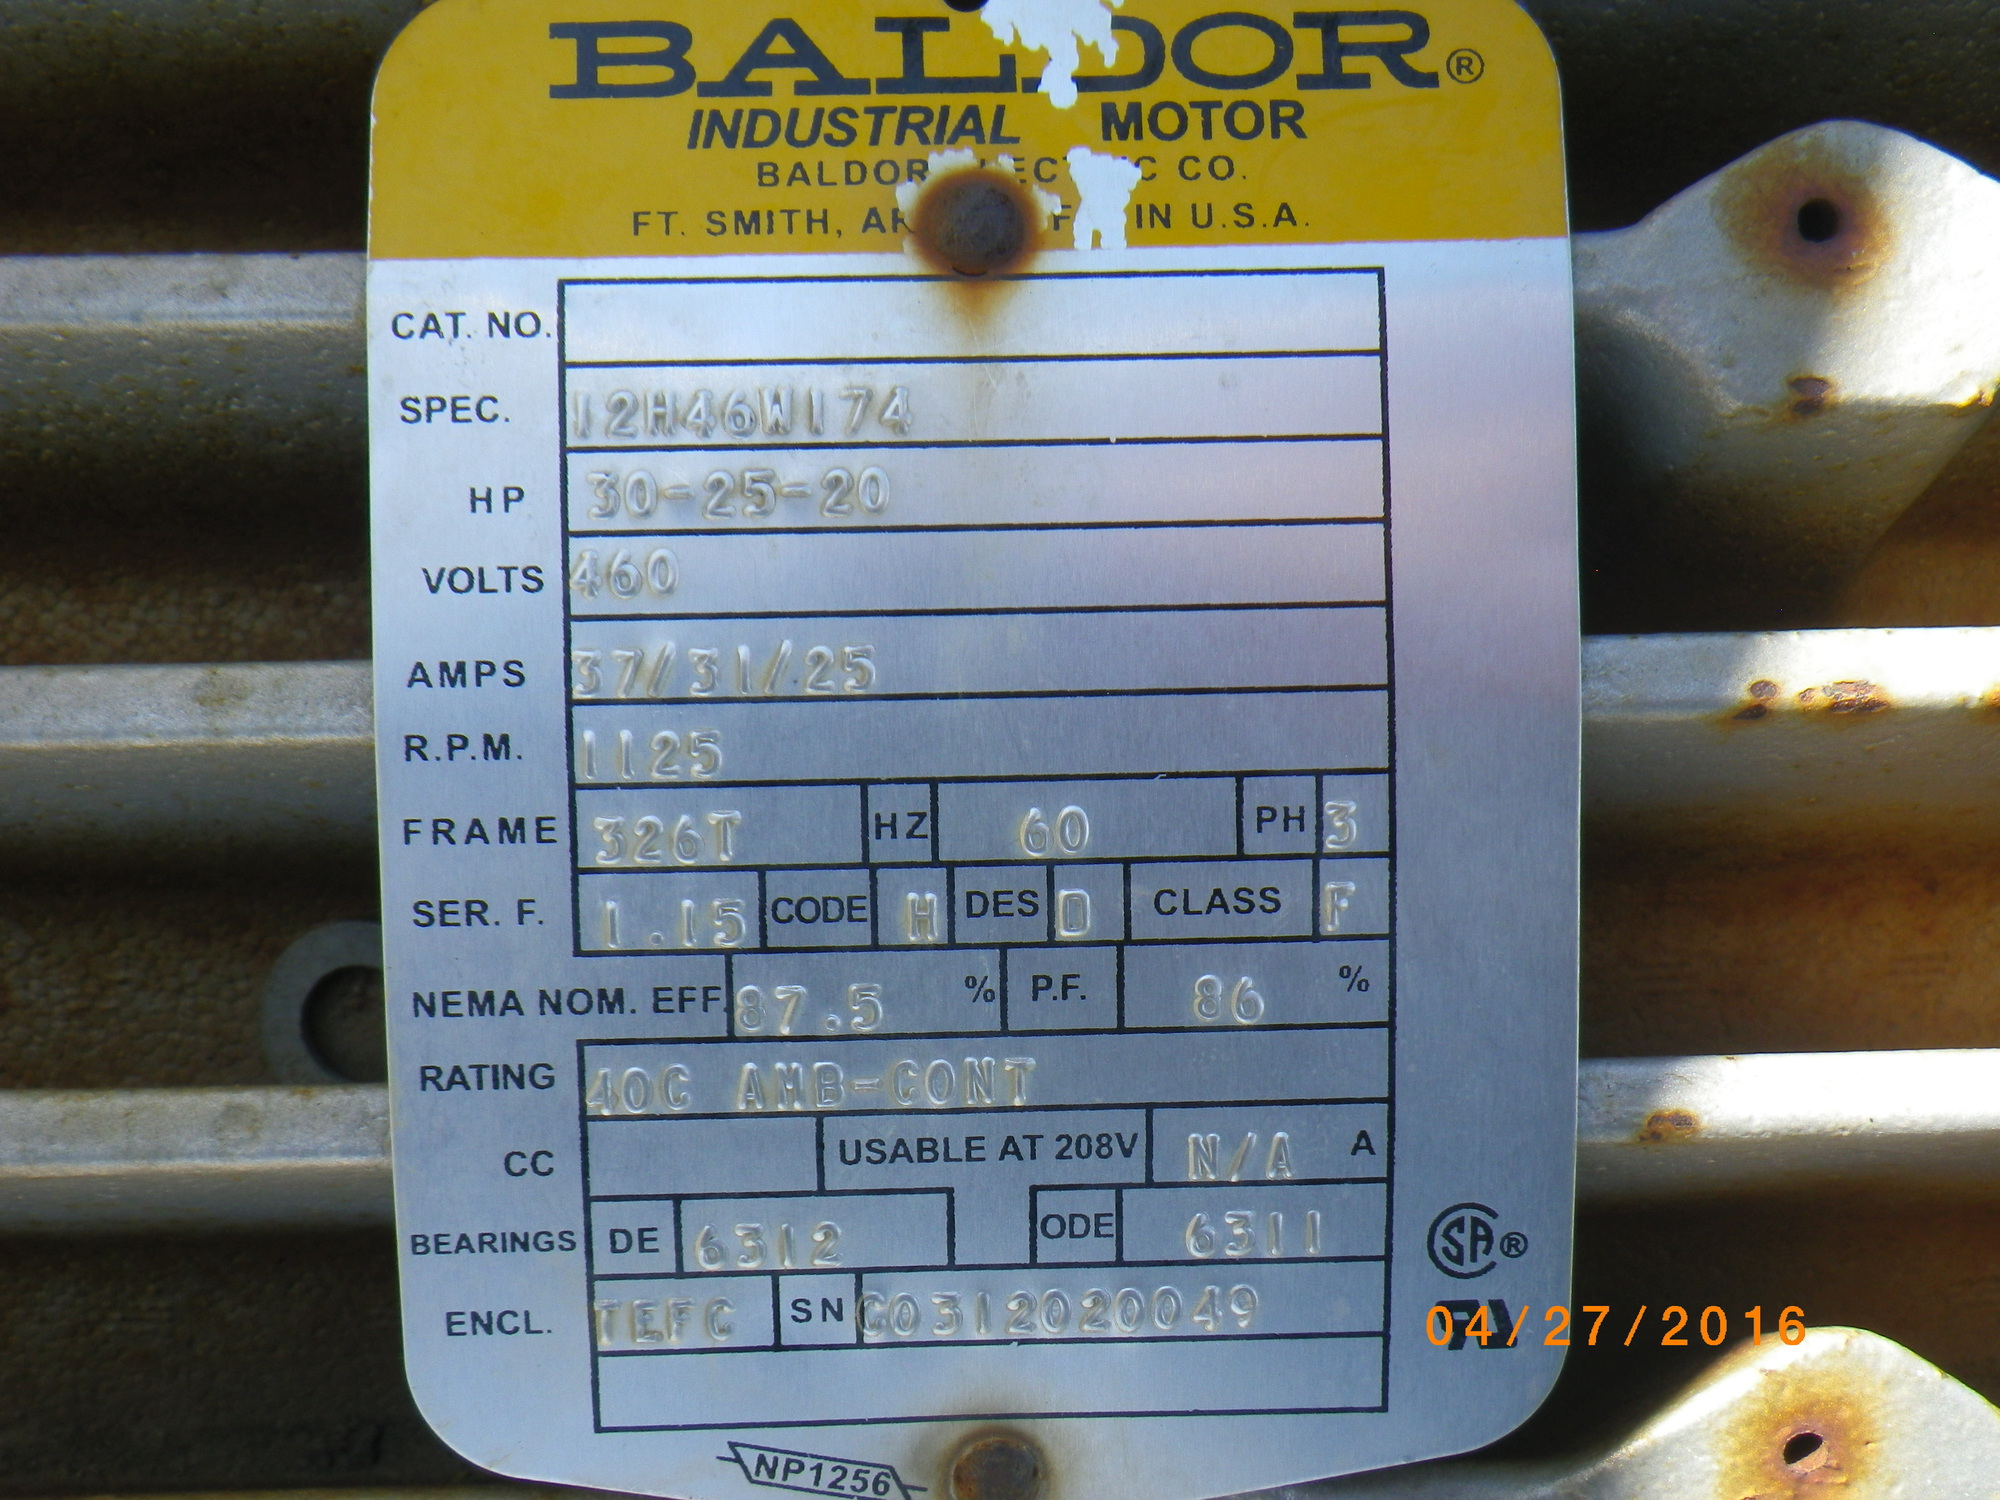 BALDOR®
INDUSTRIAL MOTOR
BALDOR CO.
FT. SMITH, IN U.S.A.
CAT. NO.
SPEC. 12H46W174
HP 30-25-20
VOLTS 460
AMPS 37/31/25
R.P.M. 1125
FRAME 326T HZ 60 PH 3
SER. F. 1.15 CODE H DES D CLASS F
NEMA NOM. EFF. 87.5 % P.F. 86 %
RATING 40C AMB-CONT
CC USABLE AT 208V N/A A
BEARINGS DE 6312 ODE 6311
ENCL. TEFC SN C0312020049
SA®
04/27/2016
NP1256